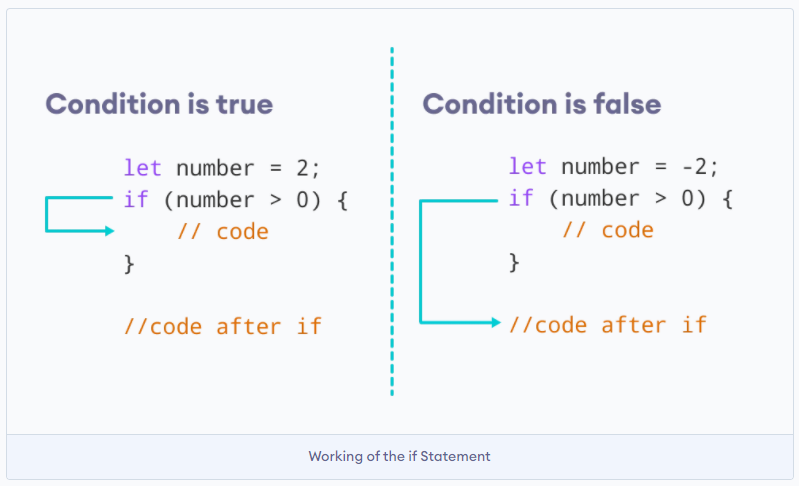 Condition is true
let number = 2;
if (number > 0) {
    // code
}
//code after if
Condition is false
let number = -2;
if (number > 0) {
    // code
}
//code after if
Working of the if Statement